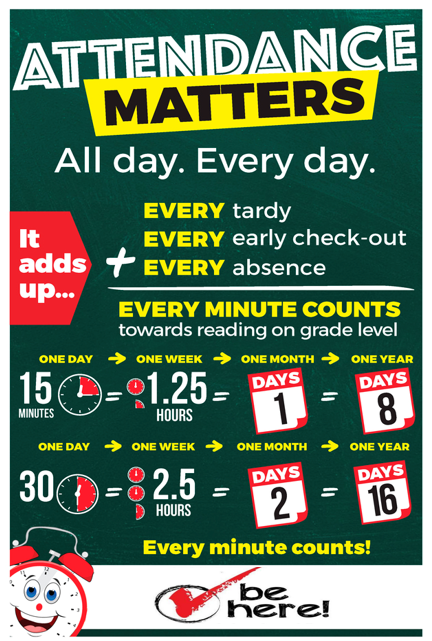 ATTENDANCE
MATTERS
All day. Every day.
It
adds
up...
EVERY tardy
EVERY early check-out
+ EVERY absence
EVERY MINUTE COUNTS
towards reading on grade level
ONE DAY → ONE WEEK → ONE MONTH → ONE YEAR
15 MINUTES = 1.25 HOURS = DAYS 1 = DAYS 8
ONE DAY → ONE WEEK → ONE MONTH → ONE YEAR
30 = 2.5 HOURS = DAYS 2 = DAYS 16
Every minute counts!
be
here!